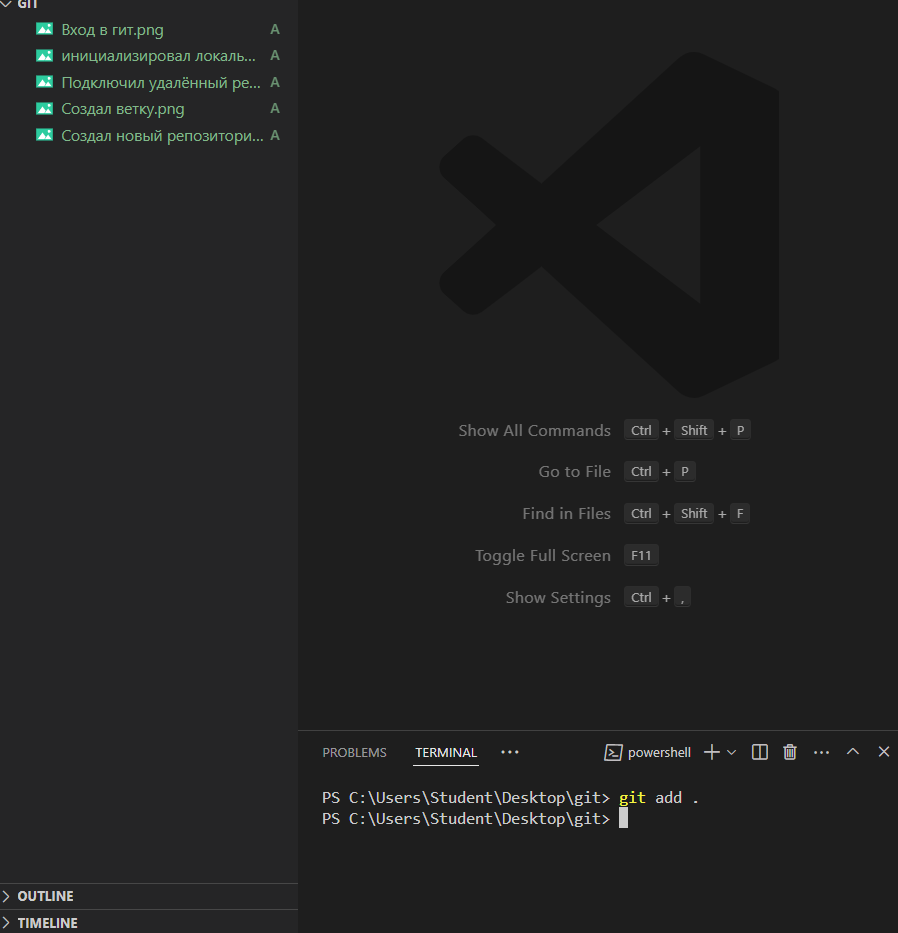 GIT
Вход в гит.png A
инициализировал локаль... A
Подключил удалённый ре... A
Создал ветку.png A
Создал новый репозитори... A
Show All Commands Ctrl + Shift + P
Go to File Ctrl + P
Find in Files Ctrl + Shift + F
Toggle Full Screen F11
Show Settings Ctrl + ,
PROBLEMS TERMINAL ... powershell
PS C:\Users\Student\Desktop\git> git add .
PS C:\Users\Student\Desktop\git>
OUTLINE
TIMELINE